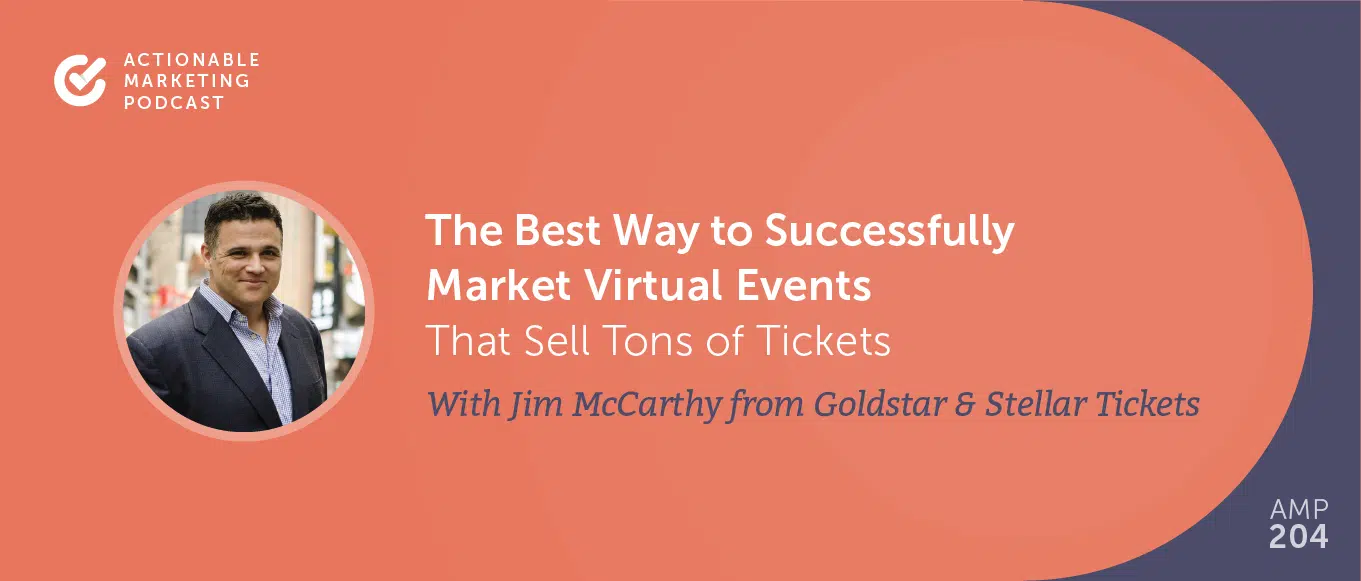 ACTIONABLE
MARKETING
PODCAST
The Best Way to Successfully
Market Virtual Events
That Sell Tons of Tickets
With Jim McCarthy from Goldstar & Stellar Tickets
AMP
204